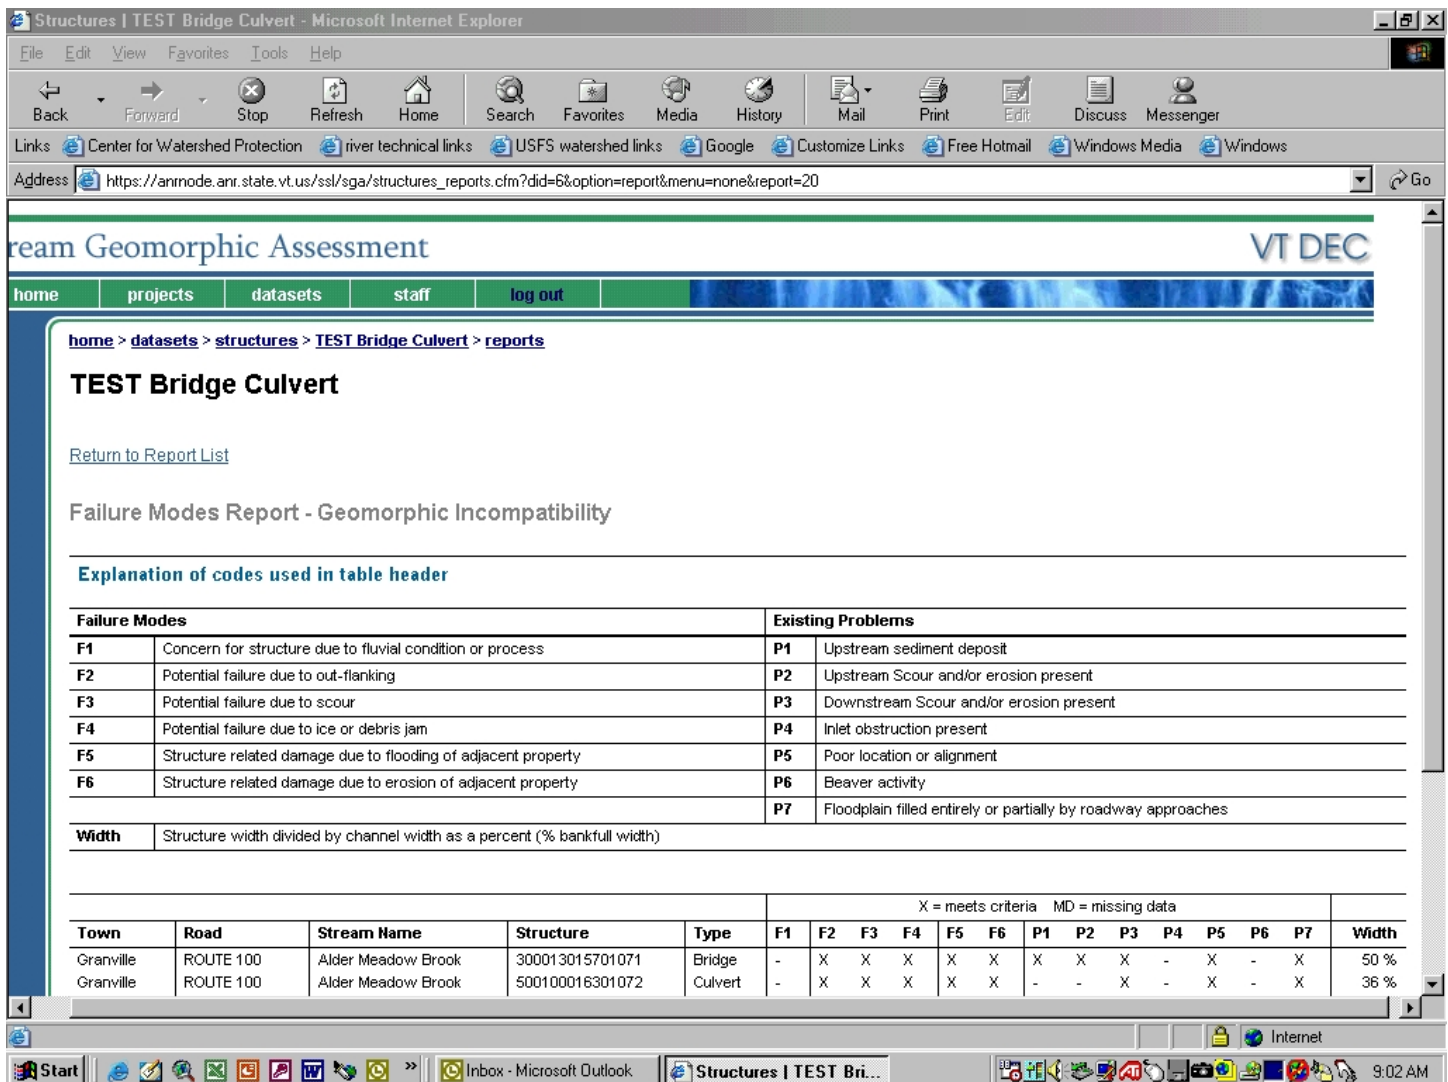 Structures | TEST Bridge Culvert - Microsoft Internet Explorer
File Edit View Favorites Tools Help
Back Forward Stop Refresh Home Search Favorites Media History Mail Print Edit Discuss Messenger
Links Center for Watershed Protection river technical links USFS watershed links Google Customize Links Free Hotmail Windows Media Windows
Address https://anrnode.anr.state.vt.us/ssl/sga/structures_reports.cfm?did=6&option=report&menu=none&report=20 Go
ream Geomorphic Assessment VT DEC
home projects datasets staff log out
home > datasets > structures > TEST Bridge Culvert > reports
TEST Bridge Culvert
Return to Report List
Failure Modes Report - Geomorphic Incompatibility
Explanation of codes used in table header
Failure Modes Existing Problems
F1 Concern for structure due to fluvial condition or process P1 Upstream sediment deposit
F2 Potential failure due to out-flanking P2 Upstream Scour and/or erosion present
F3 Potential failure due to scour P3 Downstream Scour and/or erosion present
F4 Potential failure due to ice or debris jam P4 Inlet obstruction present
F5 Structure related damage due to flooding of adjacent property P5 Poor location or alignment
F6 Structure related damage due to erosion of adjacent property P6 Beaver activity
P7 Floodplain filled entirely or partially by roadway approaches
Width Structure width divided by channel width as a percent (% bankfull width)
X = meets criteria MD = missing data
Town Road Stream Name Structure Type F1 F2 F3 F4 F5 F6 P1 P2 P3 P4 P5 P6 P7 Width
Granville ROUTE 100 Alder Meadow Brook 300013015701071 Bridge - X X X X X X X X - X - X 50 %
Granville ROUTE 100 Alder Meadow Brook 500100016301072 Culvert - X X X X X - - X - X - X 36 %
Internet
Start Inbox - Microsoft Outlook Structures | TEST Bri... 9:02 AM